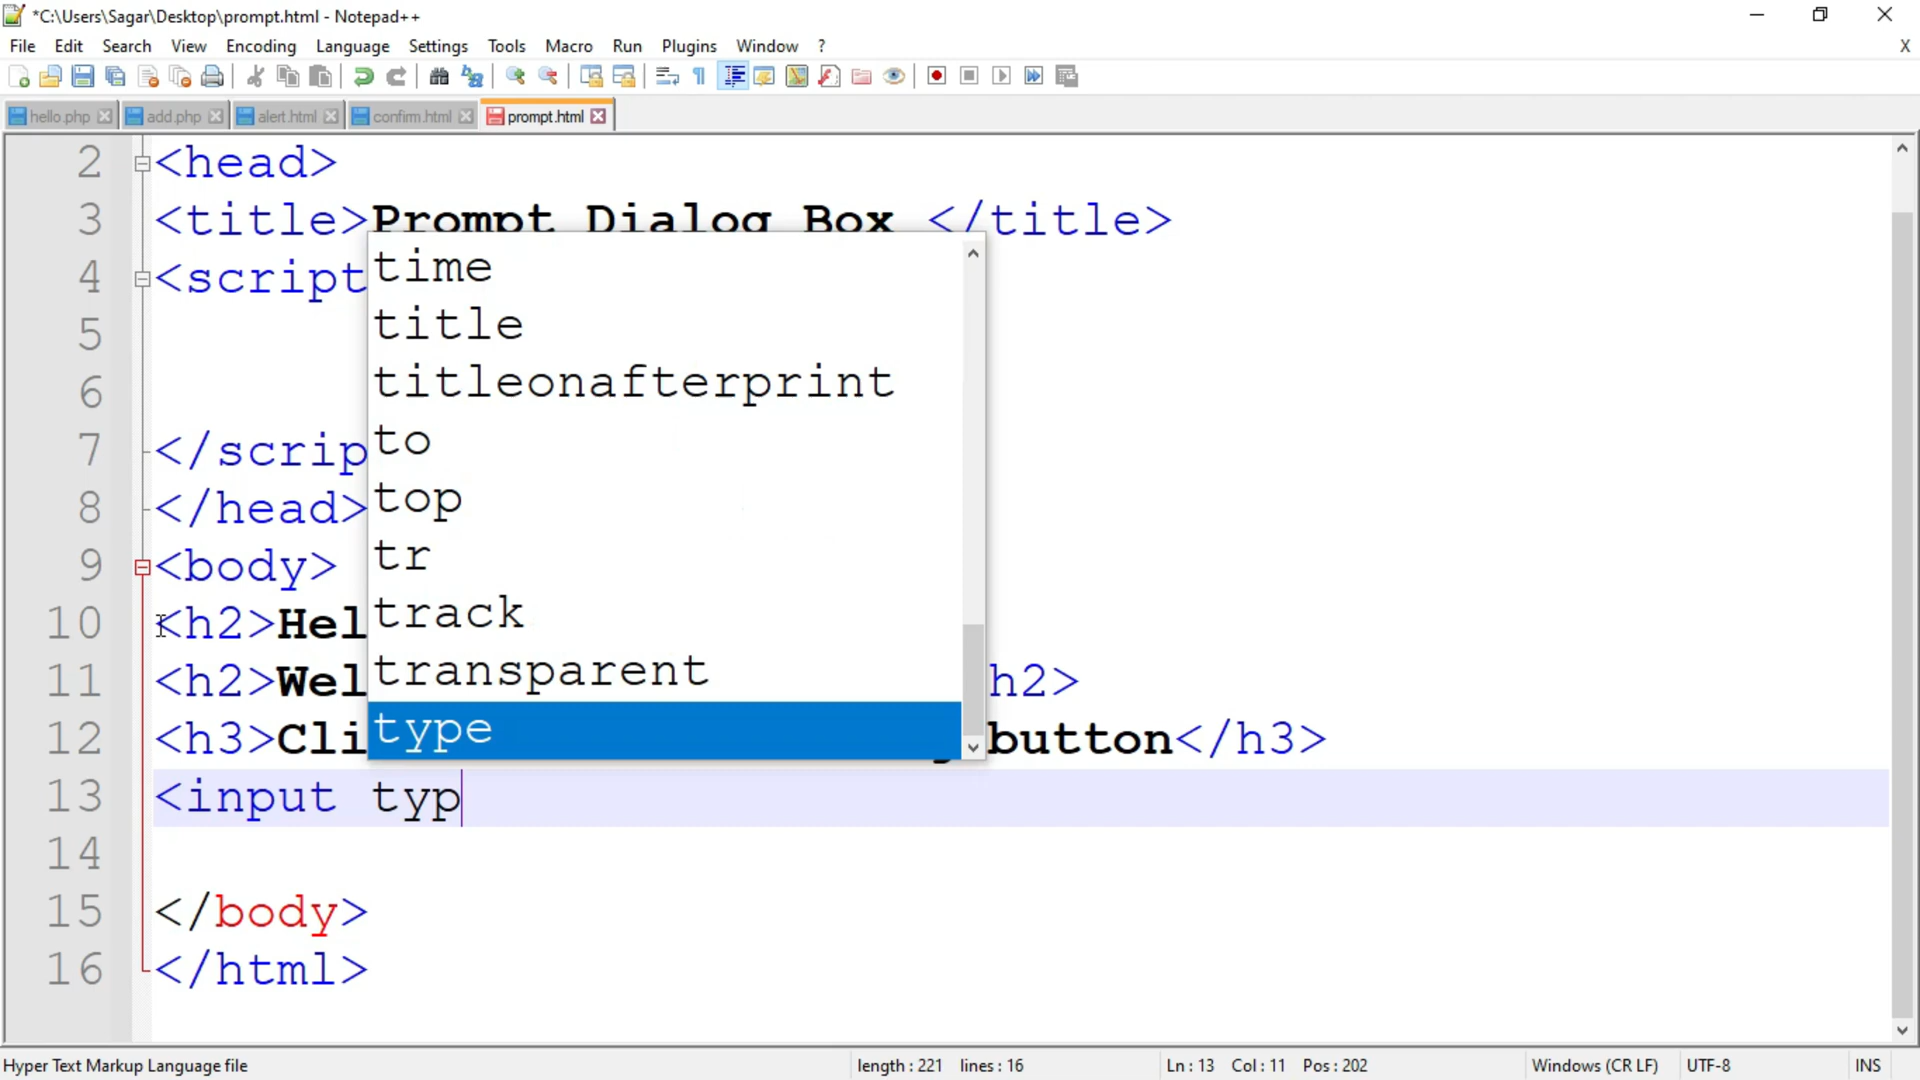 *C:\Users\Sagar\Desktop\prompt.html - Notepad++
File Edit Search View Encoding Language Settings Tools Macro Run Plugins Window ? X
hello.php add.php alert.html confirm.html prompt.html
2 <head>
3 <title>Prompt Dialog Box </title>
4 <script
5
6
7 </scrip
8 </head>
9 <body>
10 <h2>Hel
11 <h2>Wel h2>
12 <h3>Cli button</h3>
13 <input typ
14
15 </body>
16 </html>
time
title
titleonafterprint
to
top
tr
track
transparent
type
Hyper Text Markup Language file length : 221 lines : 16 Ln : 13 Col : 11 Pos : 202 Windows (CR LF) UTF-8 INS